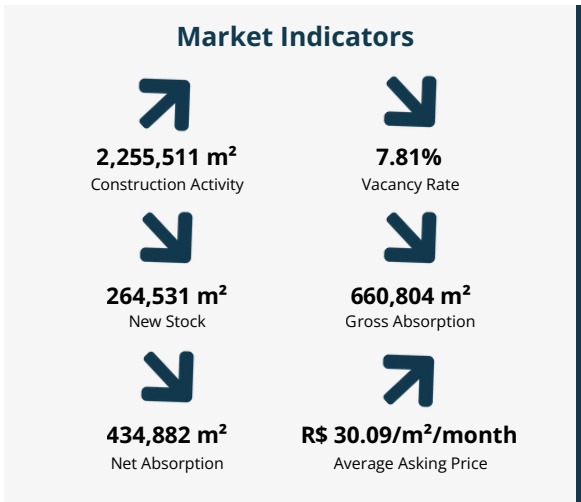 Market Indicators
2,255,511 m²
Construction Activity
7.81%
Vacancy Rate
264,531 m²
New Stock
660,804 m²
Gross Absorption
434,882 m²
Net Absorption
R$ 30.09/m²/month
Average Asking Price